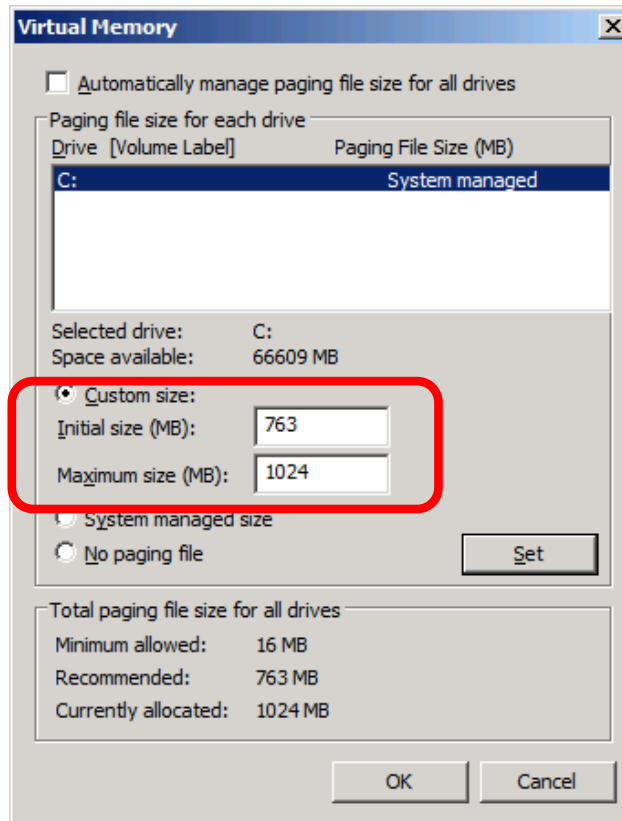 Virtual Memory
Automatically manage paging file size for all drives
Paging file size for each drive
Drive [Volume Label] Paging File Size (MB)
C: System managed
Selected drive: C:
Space available: 66609 MB
Custom size:
Initial size (MB): 763
Maximum size (MB): 1024
System managed size
No paging file Set
Total paging file size for all drives
Minimum allowed: 16 MB
Recommended: 763 MB
Currently allocated: 1024 MB
OK Cancel